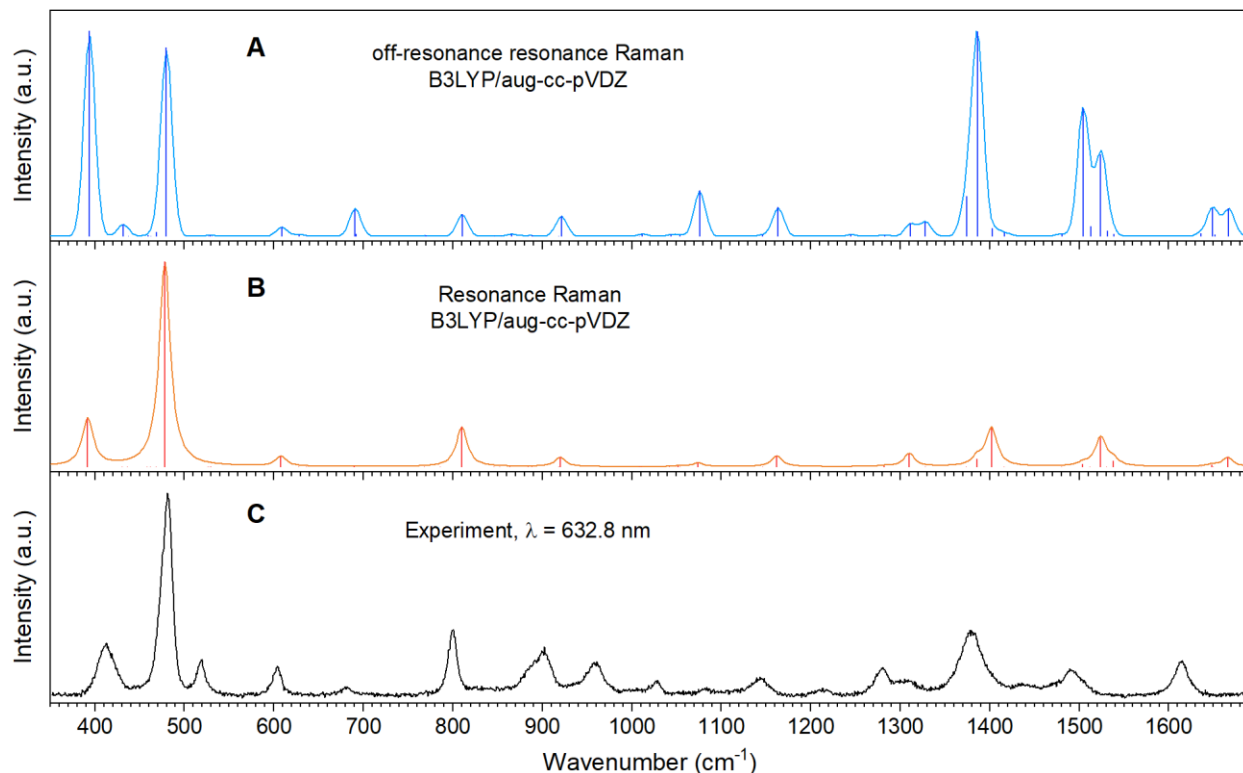 A
off-resonance resonance Raman
B3LYP/aug-cc-pVDZ
Intensity (a.u.)
B
Resonance Raman
B3LYP/aug-cc-pVDZ
Intensity (a.u.)
C
Experiment, λ = 632.8 nm
Intensity (a.u.)
400 500 600 700 800 900 1000 1100 1200 1300 1400 1500 1600
Wavenumber (cm⁻¹)